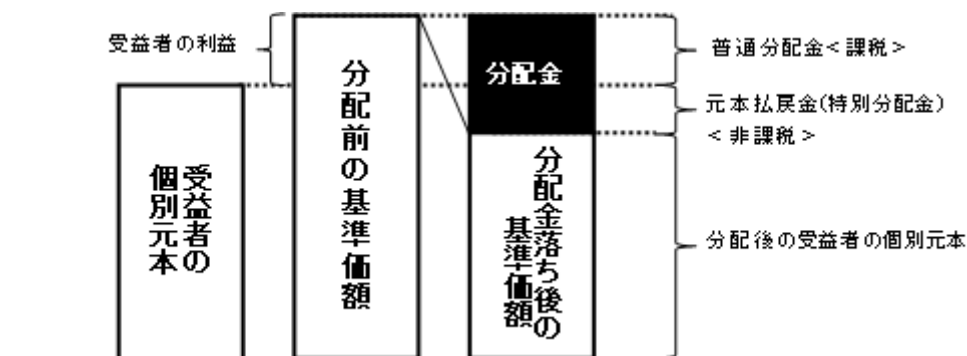 受益者の利益
受益者の
個別元本
分配前の基準価額
分配金
分配金落ち後の
基準価額
普通分配金<課税>
元本払戻金(特別分配金)
<非課税>
分配後の受益者の個別元本